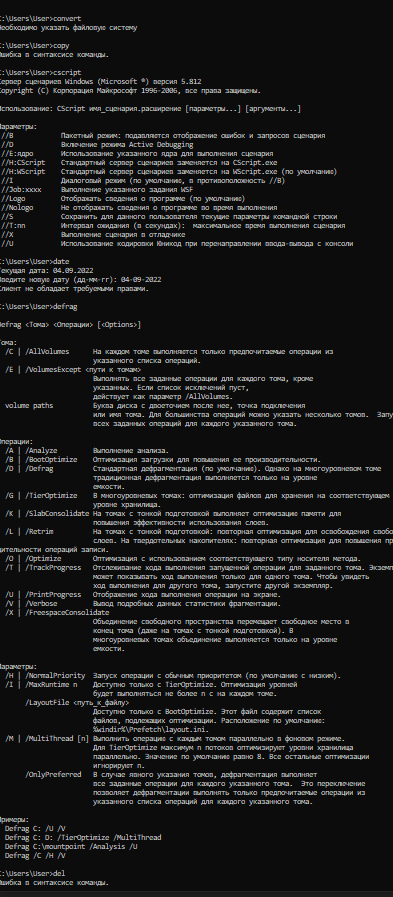 C:\Users\User>convert
Необходимо указать файловую систему
C:\Users\User>copy
Ошибка в синтаксисе команды.
C:\Users\User>cscript
Сервер сценариев Windows (Microsoft ®) версия 5.812
Copyright (C) Корпорация Майкрософт 1996-2006, все права защищены.
Использование: CScript имя_сценария.расширение [параметры...] [аргументы...]
Параметры:
//B Пакетный режим: подавляются отображение ошибок и запросов сценария
//D Включение режима Active Debugging
//E:ядро Использование указанного ядра для выполнения сценария
//H:CScript Стандартный сервер сценариев заменяется на CScript.exe
//H:WScript Стандартный сервер сценариев заменяется на WScript.exe (по умолчанию)
//I Диалоговый режим (по умолчанию, в противоположность //B)
//Job:xxxx Выполнение указанного задания WSF
//Logo Отображать сведения о программе (по умолчанию)
//Nologo Не отображать сведения о программе во время выполнения
//S Сохранить для данного пользователя текущие параметры командной строки
//T:nn Интервал ожидания (в секундах): максимальное время выполнения сценария
//X Выполнение сценария в отладчике
//U Использование кодировки Юникод при перенаправлении ввода-вывода с консоли
C:\Users\User>date
Текущая дата: 04.09.2022
Введите новую дату (дд-мм-гг): 04-09-2022
Клиент не обладает требуемыми правами.
C:\Users\User>defrag
Defrag <Тома> <Операции> [<Options>]
Тома:
/C | /AllVolumes На каждом томе выполняются только предпочитаемые операции из
указанного списка операций.
/E | /VolumesExcept <пути к томам>
Выполнять все заданные операции для каждого тома, кроме
указанных. Если список исключений пуст,
действует как параметр /AllVolumes.
volume paths Буква диска с двоеточием после нее, точка подключения
или имя тома. Для большинства операций можно указать несколько томов. Запу
всех заданных операций для каждого указанного тома.
Операции:
/A | /Analyze Выполнение анализа.
/B | /BootOptimize Оптимизация загрузки для повышения ее производительности.
/D | /Defrag Стандартная дефрагментация (по умолчанию). Однако на многоуровневом томе
традиционная дефрагментация выполняется только на уровне
емкости.
/G | /TierOptimize В многоуровневых томах: оптимизация файлов для хранения на соответствующем
уровне хранилища.
/K | /SlabConsolidate На томах с тонкой подготовкой выполняет оптимизацию памяти для
повышения эффективности использования слоев.
/L | /Retrim На томах с тонкой подготовкой: повторная оптимизация для освобождения свобо
слоев. На твердотельных накопителях: повторная оптимизация для повышения пр
дительности операций записи.
/O | /Optimize Оптимизация с использованием соответствующего типу носителя метода.
/T | /TrackProgress Отслеживание хода выполнения запущенной операции для заданного тома. Экземп
может показывать ход выполнения только для одного тома. Чтобы увидеть
ход выполнения для другого тома, запустите другой экземпляр.
/U | /PrintProgress Отображение хода выполнения операции на экране.
/V | /Verbose Вывод подробных данных статистики фрагментации.
/X | /FreespaceConsolidate
Объединение свободного пространства перемещает свободное место в
конец тома (даже на томах с тонкой подготовкой). В
многоуровневых томах объединение выполняется только на уровне
емкости.
Параметры:
/H | /NormalPriority Запуск операции с обычным приоритетом (по умолчанию с низким).
/I | /MaxRuntime n Доступно только с TierOptimize. Оптимизация уровней
будет выполняться не более n с на каждом томе.
/LayoutFile <путь_к_файлу>
Доступно только с BootOptimize. Этот файл содержит список
файлов, подлежащих оптимизации. Расположение по умолчанию:
%windir%\Prefetch\layout.ini.
/M | /MultiThread [n] Выполнить операцию с каждым томом параллельно в фоновом режиме.
Для TierOptimize максимум n потоков оптимизируют уровни хранилища
параллельно. Значение по умолчанию равно 8. Все остальные оптимизации
игнорируют n.
/OnlyPreferred В случае явного указания томов, дефрагментация выполняет
все заданные операции для каждого указанного тома. Это переключение
позволяет дефрагментации выполнять только предпочитаемые операции из
указанного списка операций для каждого указанного тома.
Примеры:
Defrag C: /U /V
Defrag C: D: /TierOptimize /MultiThread
Defrag C:\mountpoint /Analysis /U
Defrag /C /H /V
C:\Users\User>del
Ошибка в синтаксисе команды.